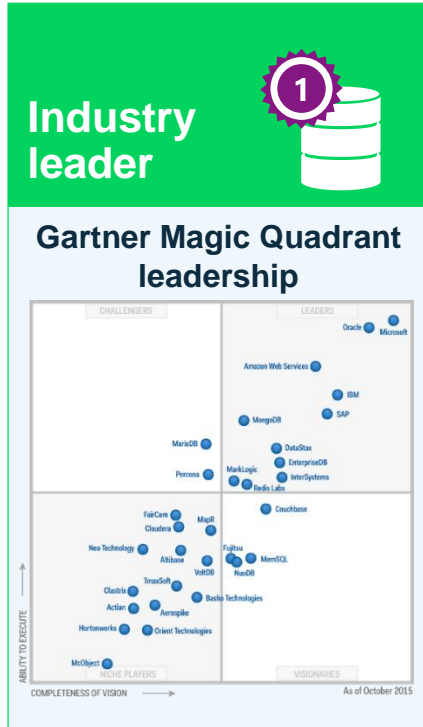 1
Industry
leader
Gartner Magic Quadrant
leadership
CHALLENGERS
LEADERS
Oracle
Microsoft
Amazon Web Services
IBM
SAP
MongoDB
MariaDB
DataStax
EnterpriseDB
Percona
MarkLogic
InterSystems
Redis Labs
Couchbase
FairCom
MapR
Cloudera
Fujitsu
Neo Technology
Altibase
MemSQL
VoltDB
NuoDB
TmaxSoft
Clustrix
Basho Technologies
Actian
Aerospike
Hortonworks
Orient Technologies
McObject
NICHE PLAYERS
VISIONARIES
ABILITY TO EXECUTE
COMPLETENESS OF VISION
As of October 2015